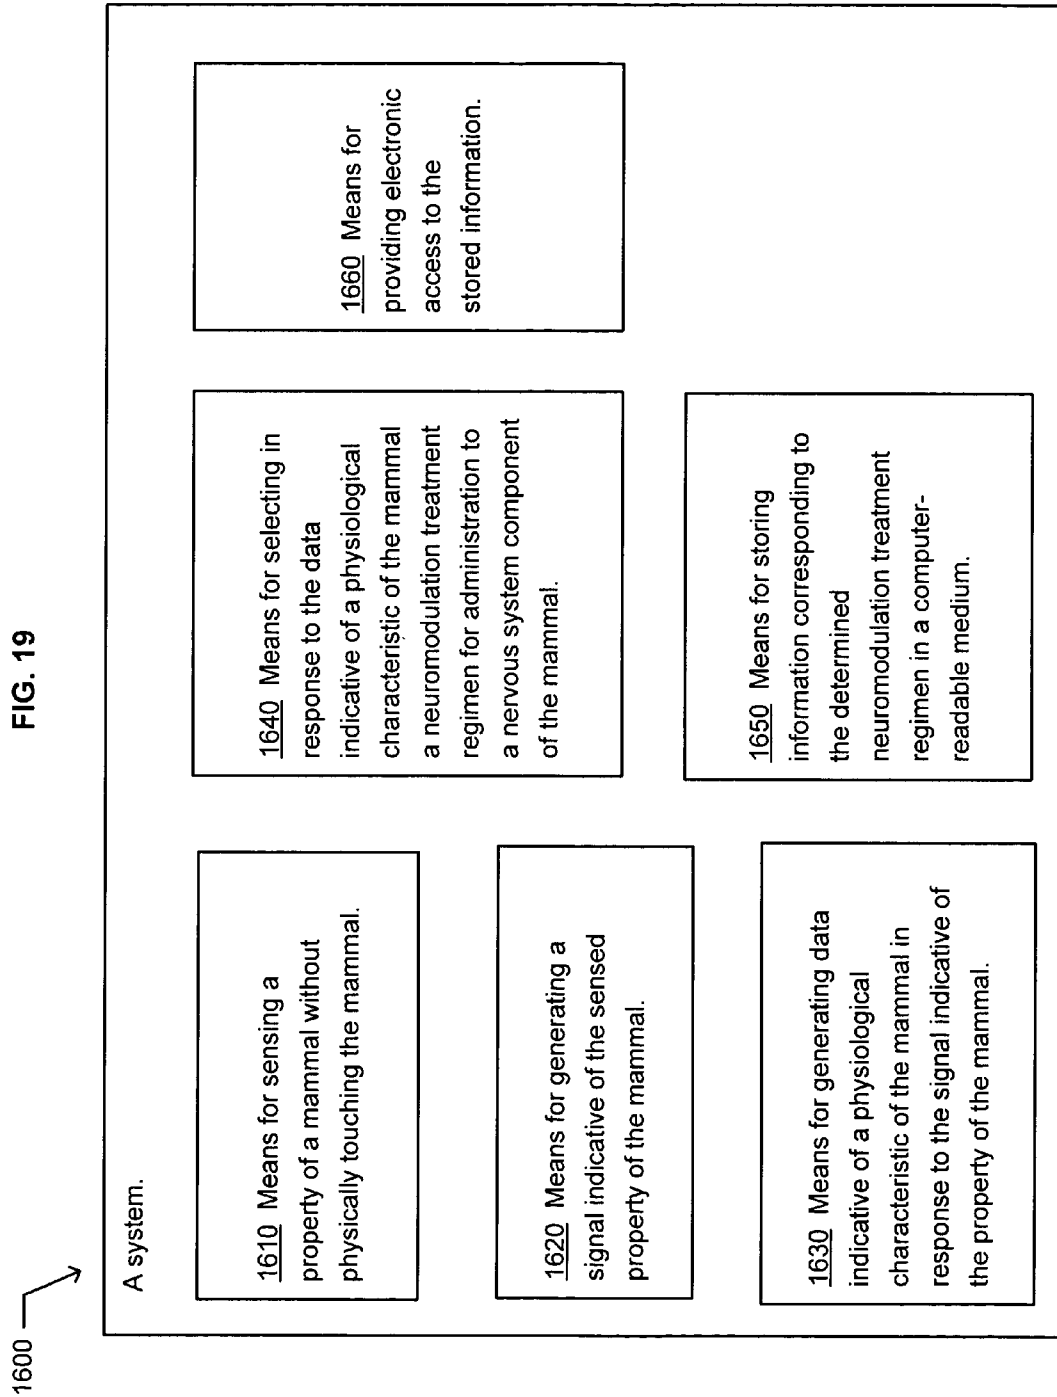 FIG. 19
1600
A system.
1610 Means for sensing a
property of a mammal without
physically touching the mammal.
1620 Means for generating a
signal indicative of the sensed
property of the mammal.
1630 Means for generating data
indicative of a physiological
characteristic of the mammal in
response to the signal indicative of
the property of the mammal.
1640 Means for selecting in
response to the data
indicative of a physiological
characteristic of the mammal
a neuromodulation treatment
regimen for administration to
a nervous system component
of the mammal.
1650 Means for storing
information corresponding to
the determined
neuromodulation treatment
regimen in a computer-
readable medium.
1660 Means for
providing electronic
access to the
stored information.